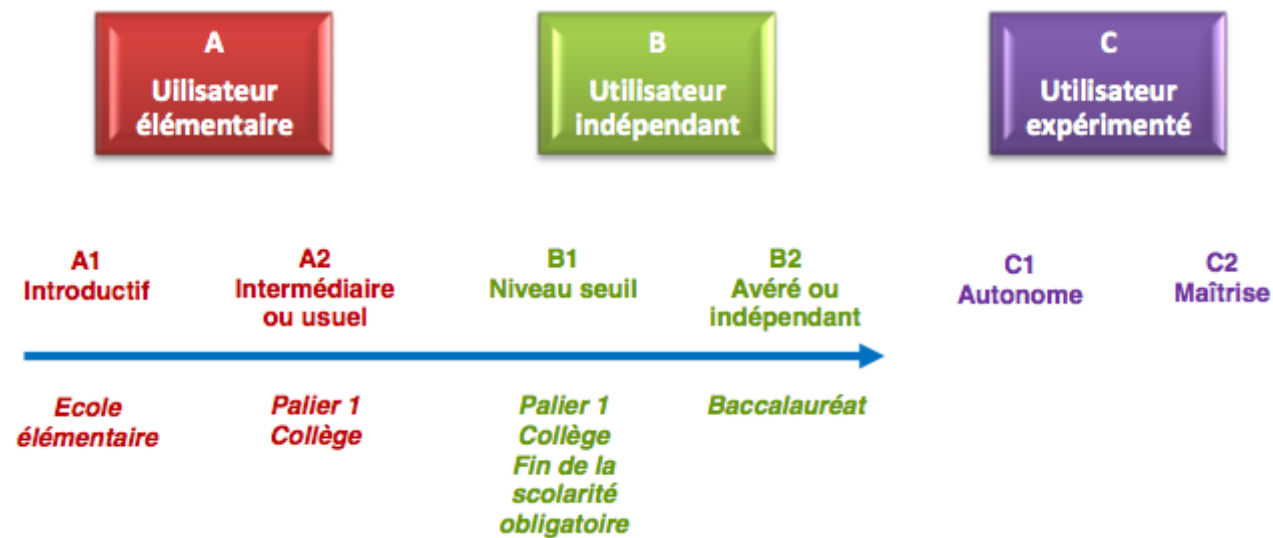 A
Uilisateur
élémentaire
B
Utilisateur
indépendant
C
Utilisateur
expérimenté
A1
Introductif
A2
Intermédiaire
ou usuel
B1
Niveau seuil
B2
Avéré ou
indépendant
C1
Autonome
C2
Maîtrise
Ecole
élémentaire
Palier 1
Collège
Palier 1
Collège
Fin de la
scolarité
obligatoire
Baccalauréat